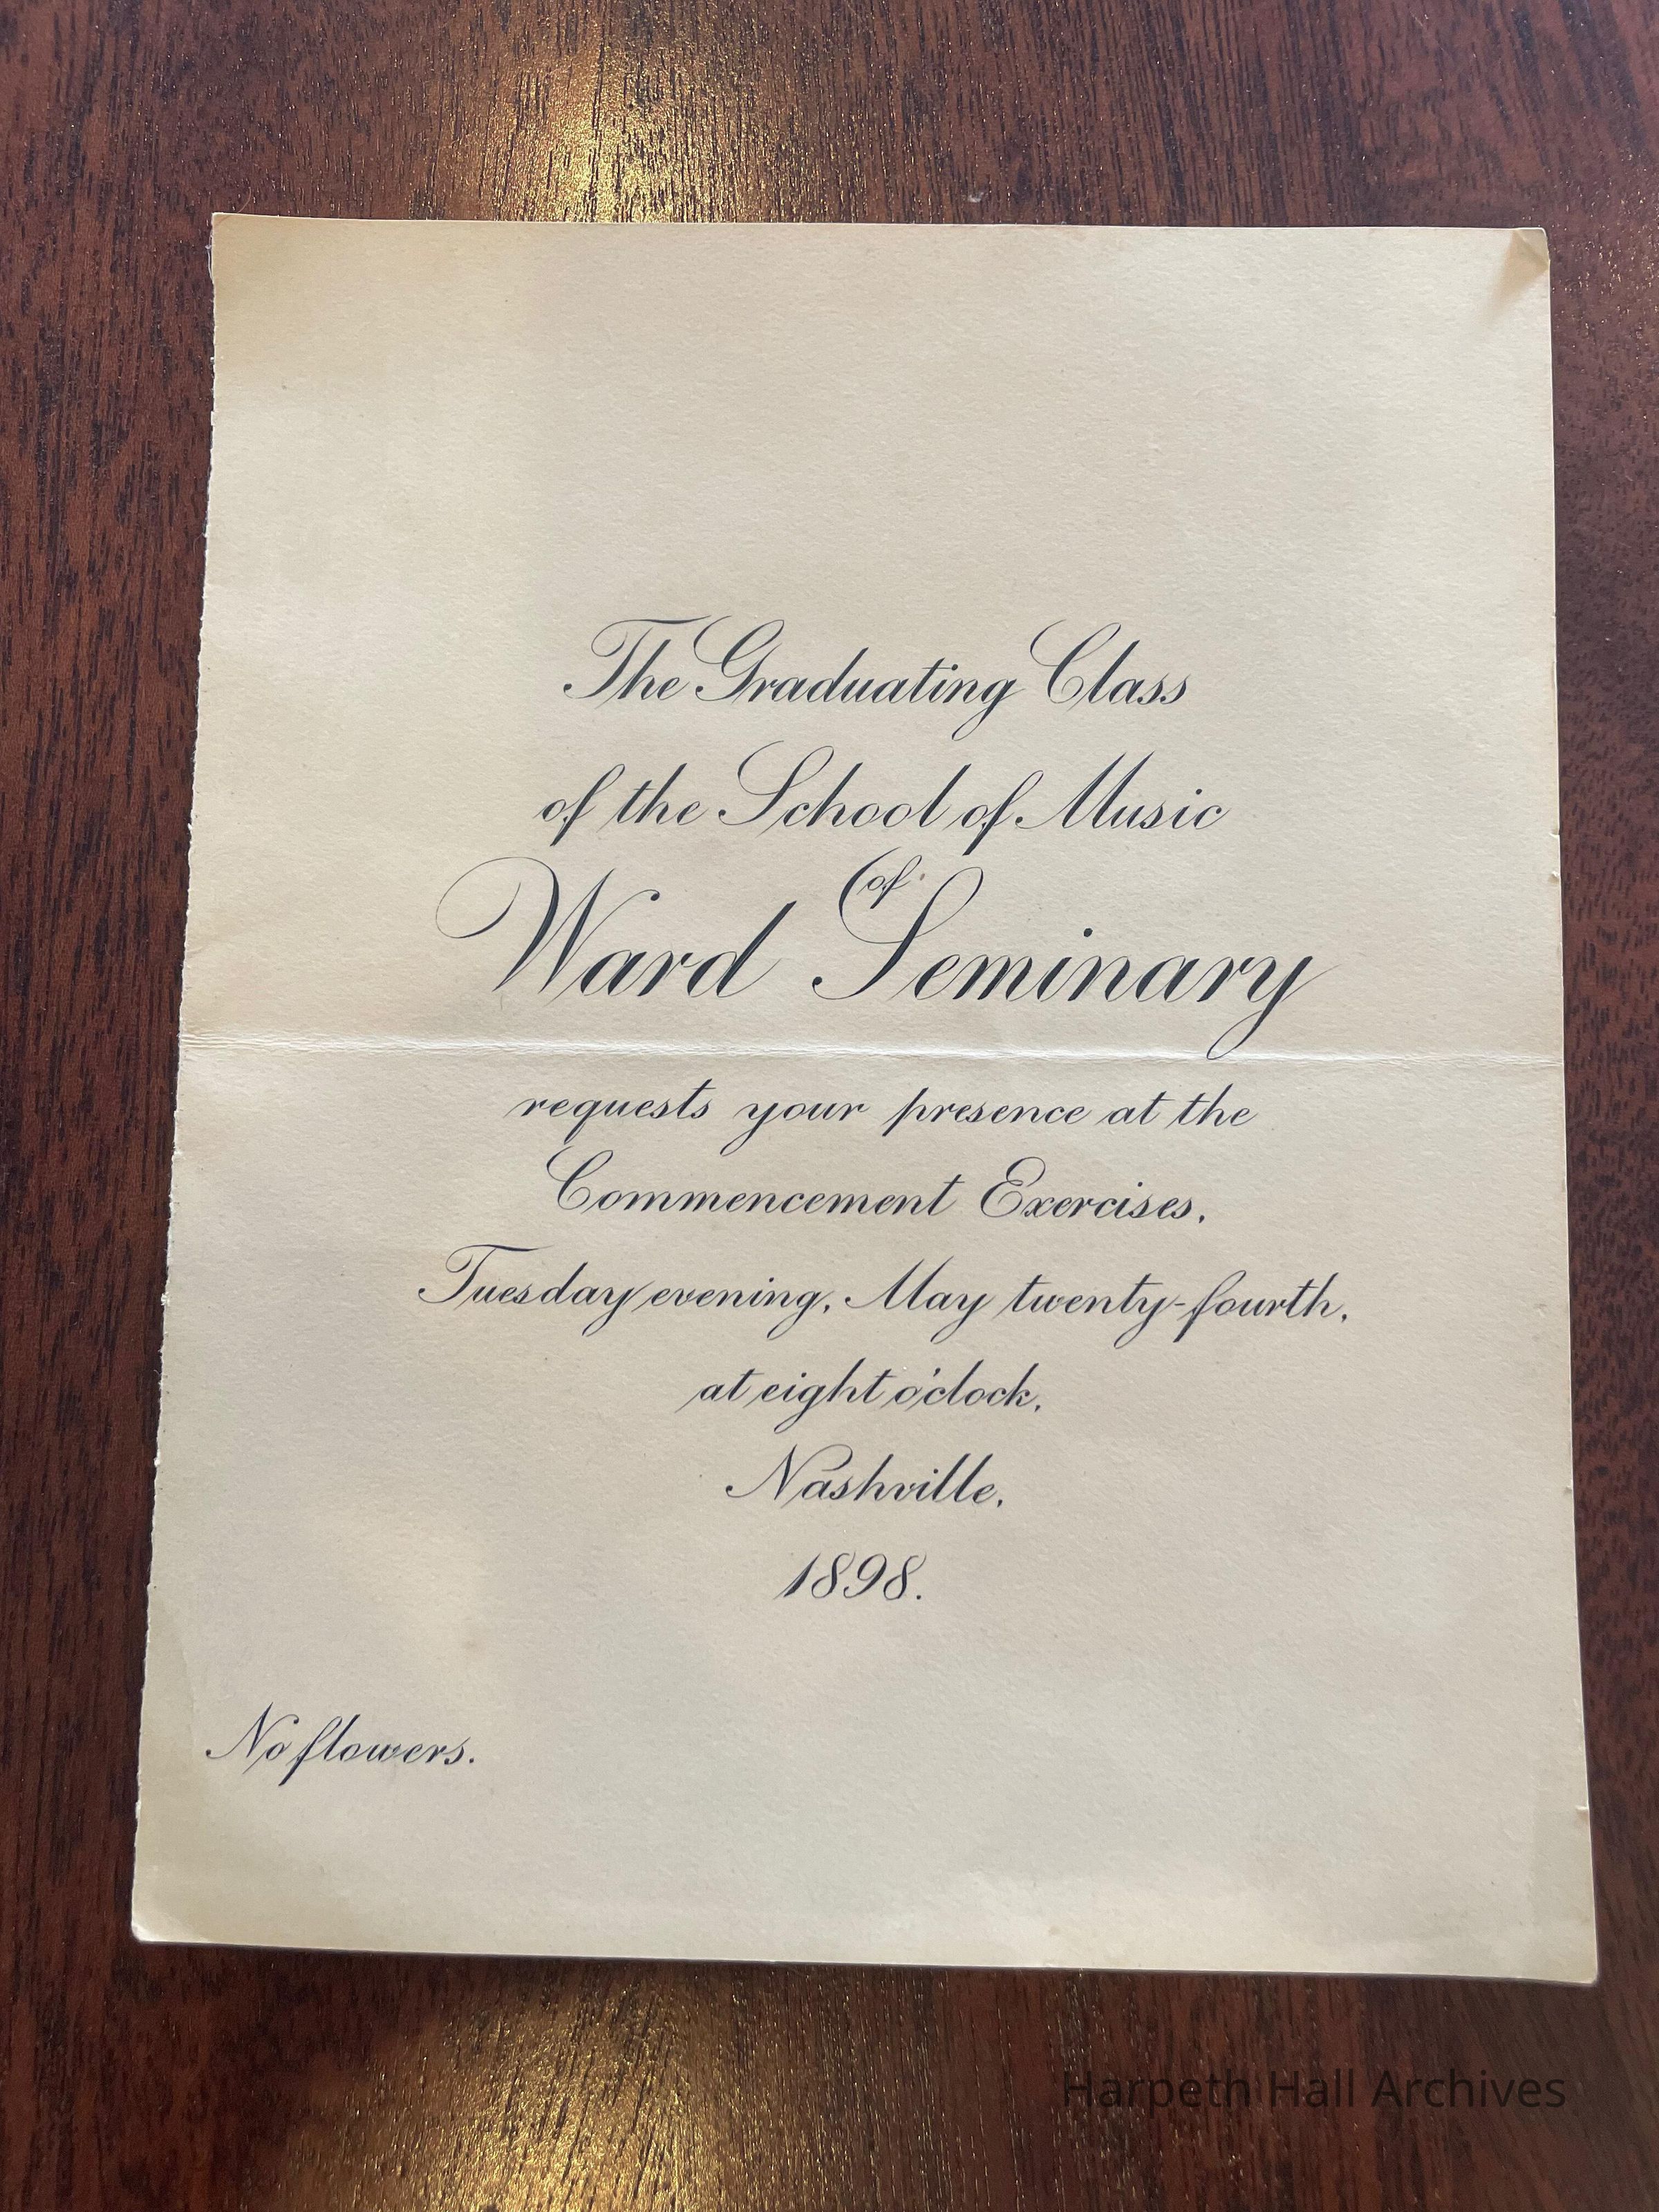 The Graduating Class
of the School of Music
of
Ward Seminary
requests your presence at the
Commencement Exercises,
Tuesday evening, May twenty-fourth,
at eight o'clock,
Nashville,
1898.
No flowers.
Harpeth Hall Archives